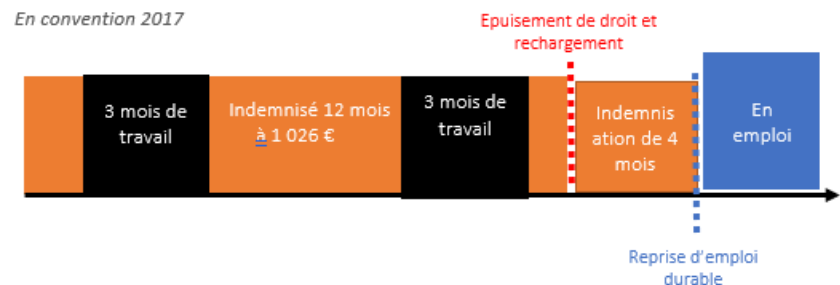 En convention 2017
Epuisement de droit et
rechargement
3 mois de
travail
Indemnisé 12 mois
à 1 026 €
3 mois de
travail
Indemnis
ation de 4
mois
En
emploi
Reprise d'emploi
durable